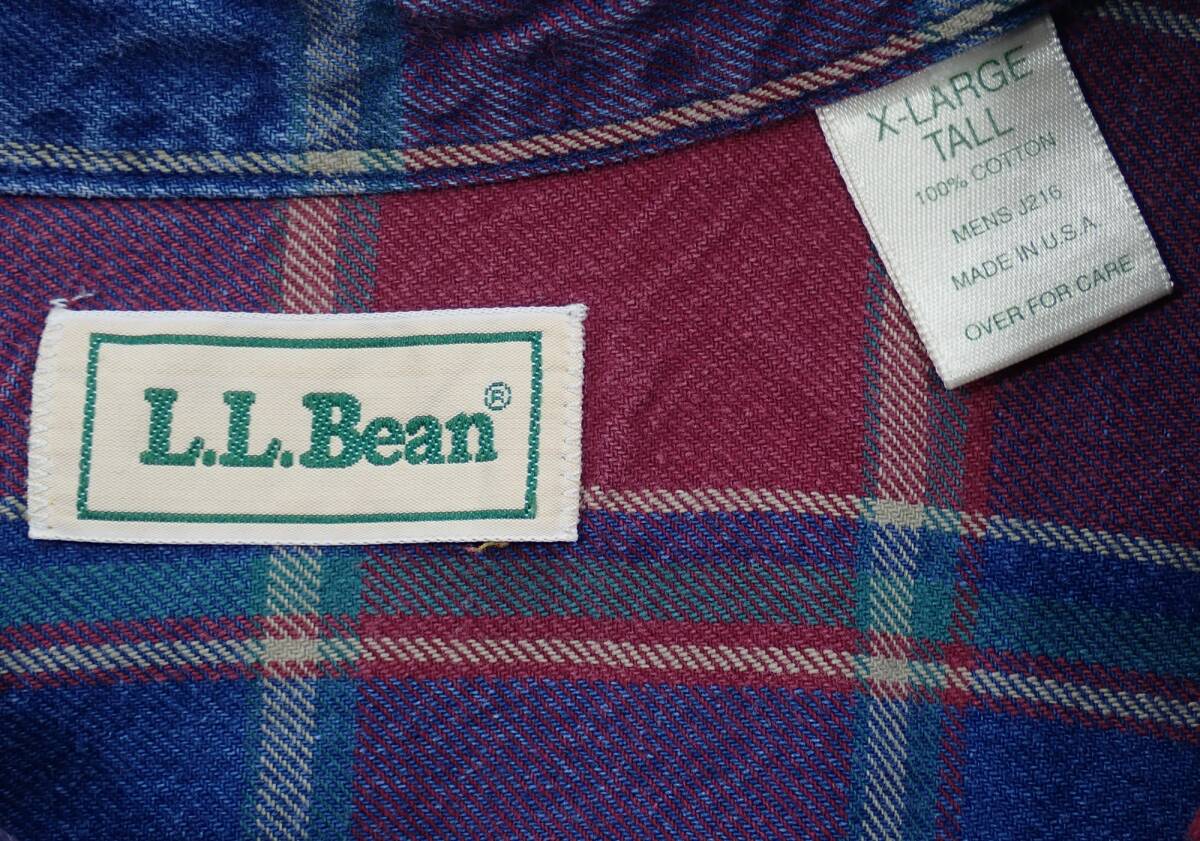 L.L.Bean®
X-LARGE
TALL
100% COTTON
MENS J216
MADE IN U.S.A.
OVER FOR CARE